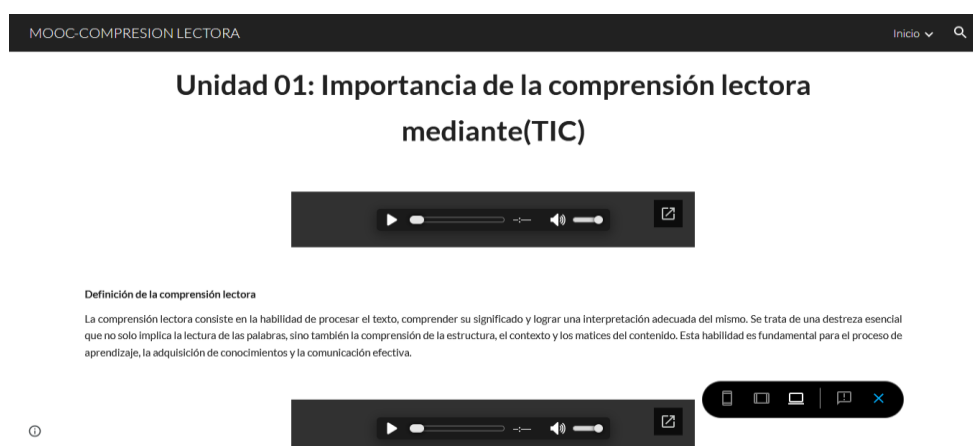 MOOC-COMPRESION LECTORA
Inicio
Unidad 01: Importancia de la comprensión lectora
mediante(TIC)
--:--
Definición de la comprensión lectora
La comprensión lectora consiste en la habilidad de procesar el texto, comprender su significado y lograr una interpretación adecuada del mismo. Se trata de una destreza esencial
que no solo implica la lectura de las palabras, sino también la comprensión de la estructura, el contexto y los matices del contenido. Esta habilidad es fundamental para el proceso de
aprendizaje, la adquisición de conocimientos y la comunicación efectiva.
--:--